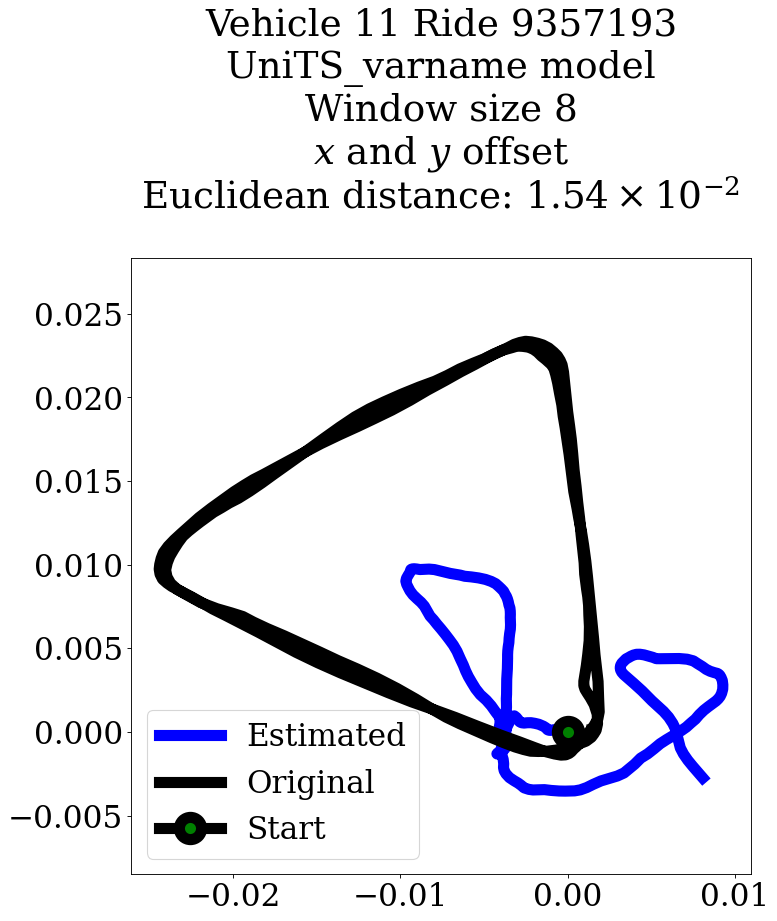 Vehicle 11 Ride 9357193
UniTS_varname model
Window size 8
x and y offset
Euclidean distance: 1.54 × 10⁻²
0.025
0.020
0.015
0.010
0.005
0.000
−0.005
Estimated
Original
Start
−0.02
−0.01
0.00
0.01